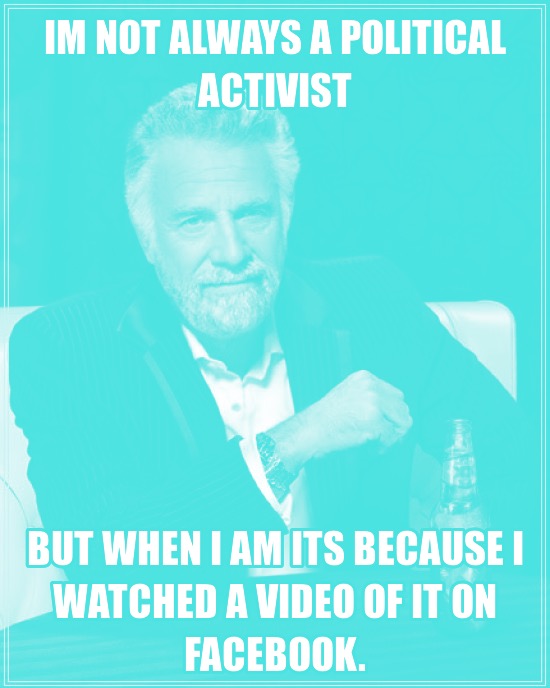 IM NOT ALWAYS A POLITICAL
ACTIVIST
BUT WHEN I AM ITS BECAUSE I
WATCHED A VIDEO OF IT ON
FACEBOOK.